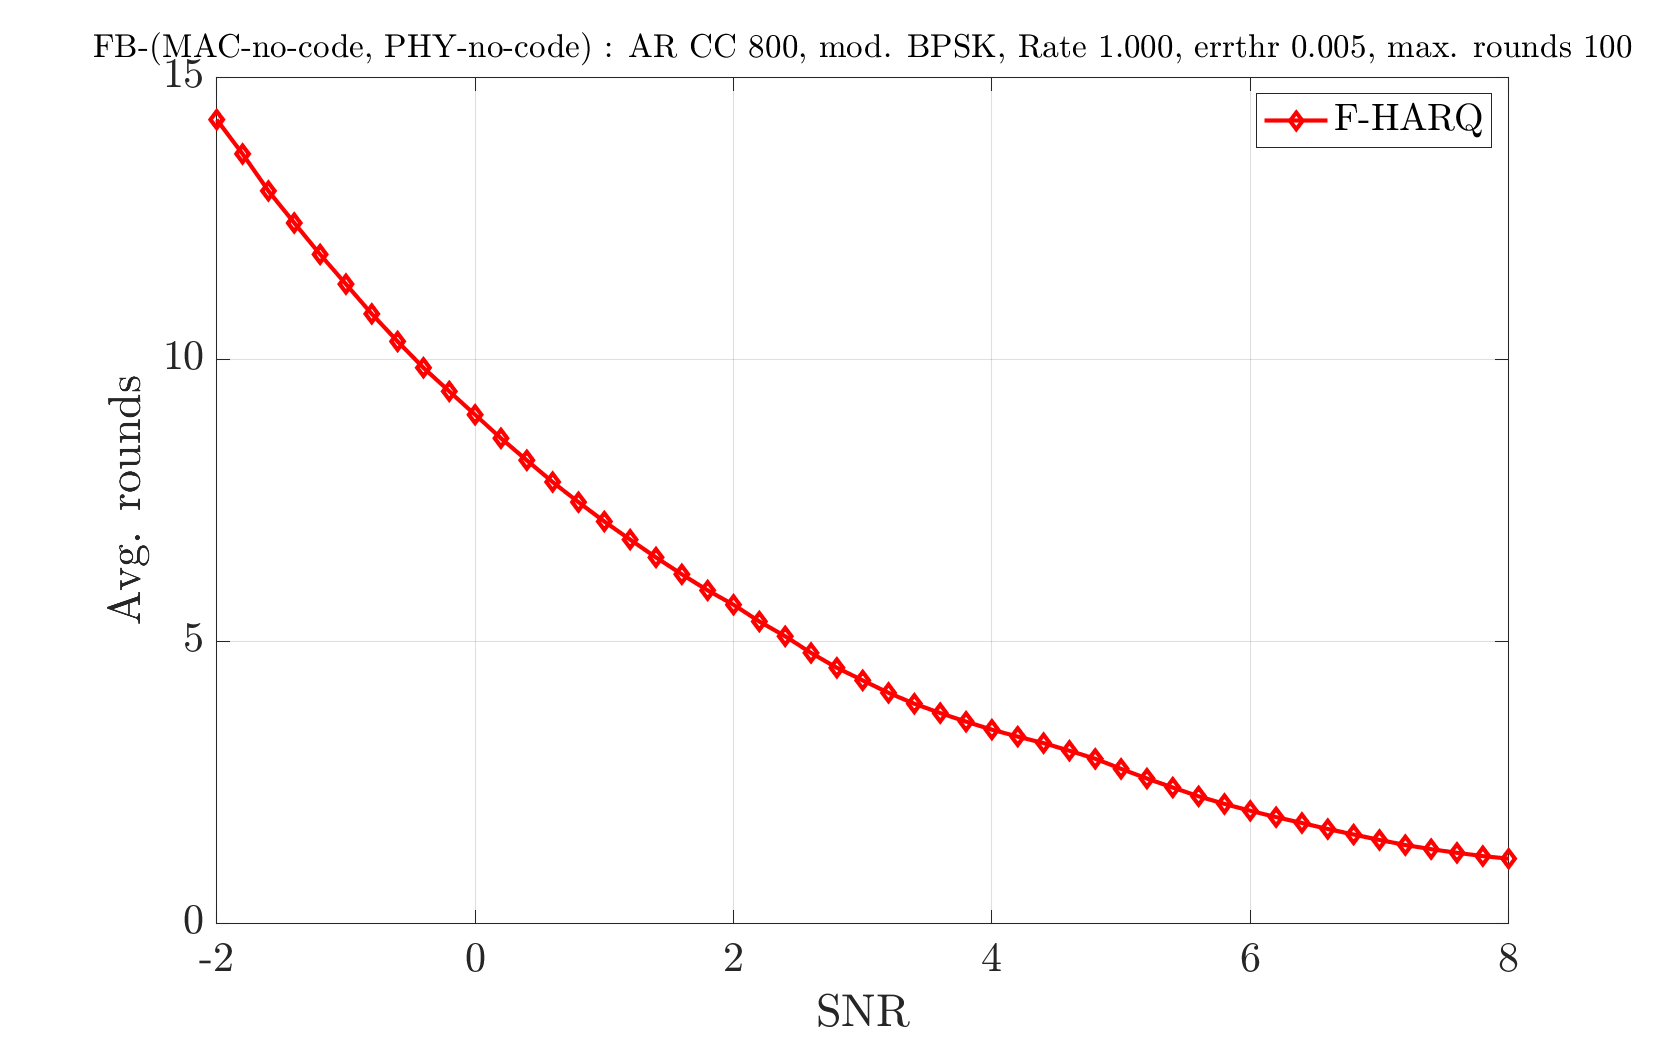 FB-(MAC-no-code, PHY-no-code) : AR CC 800, mod. BPSK, Rate 1.000, errthr 0.005, max. rounds 100
15
F-HARQ
10
Avg. rounds
5
0
-2 0 2 4 6 8
SNR